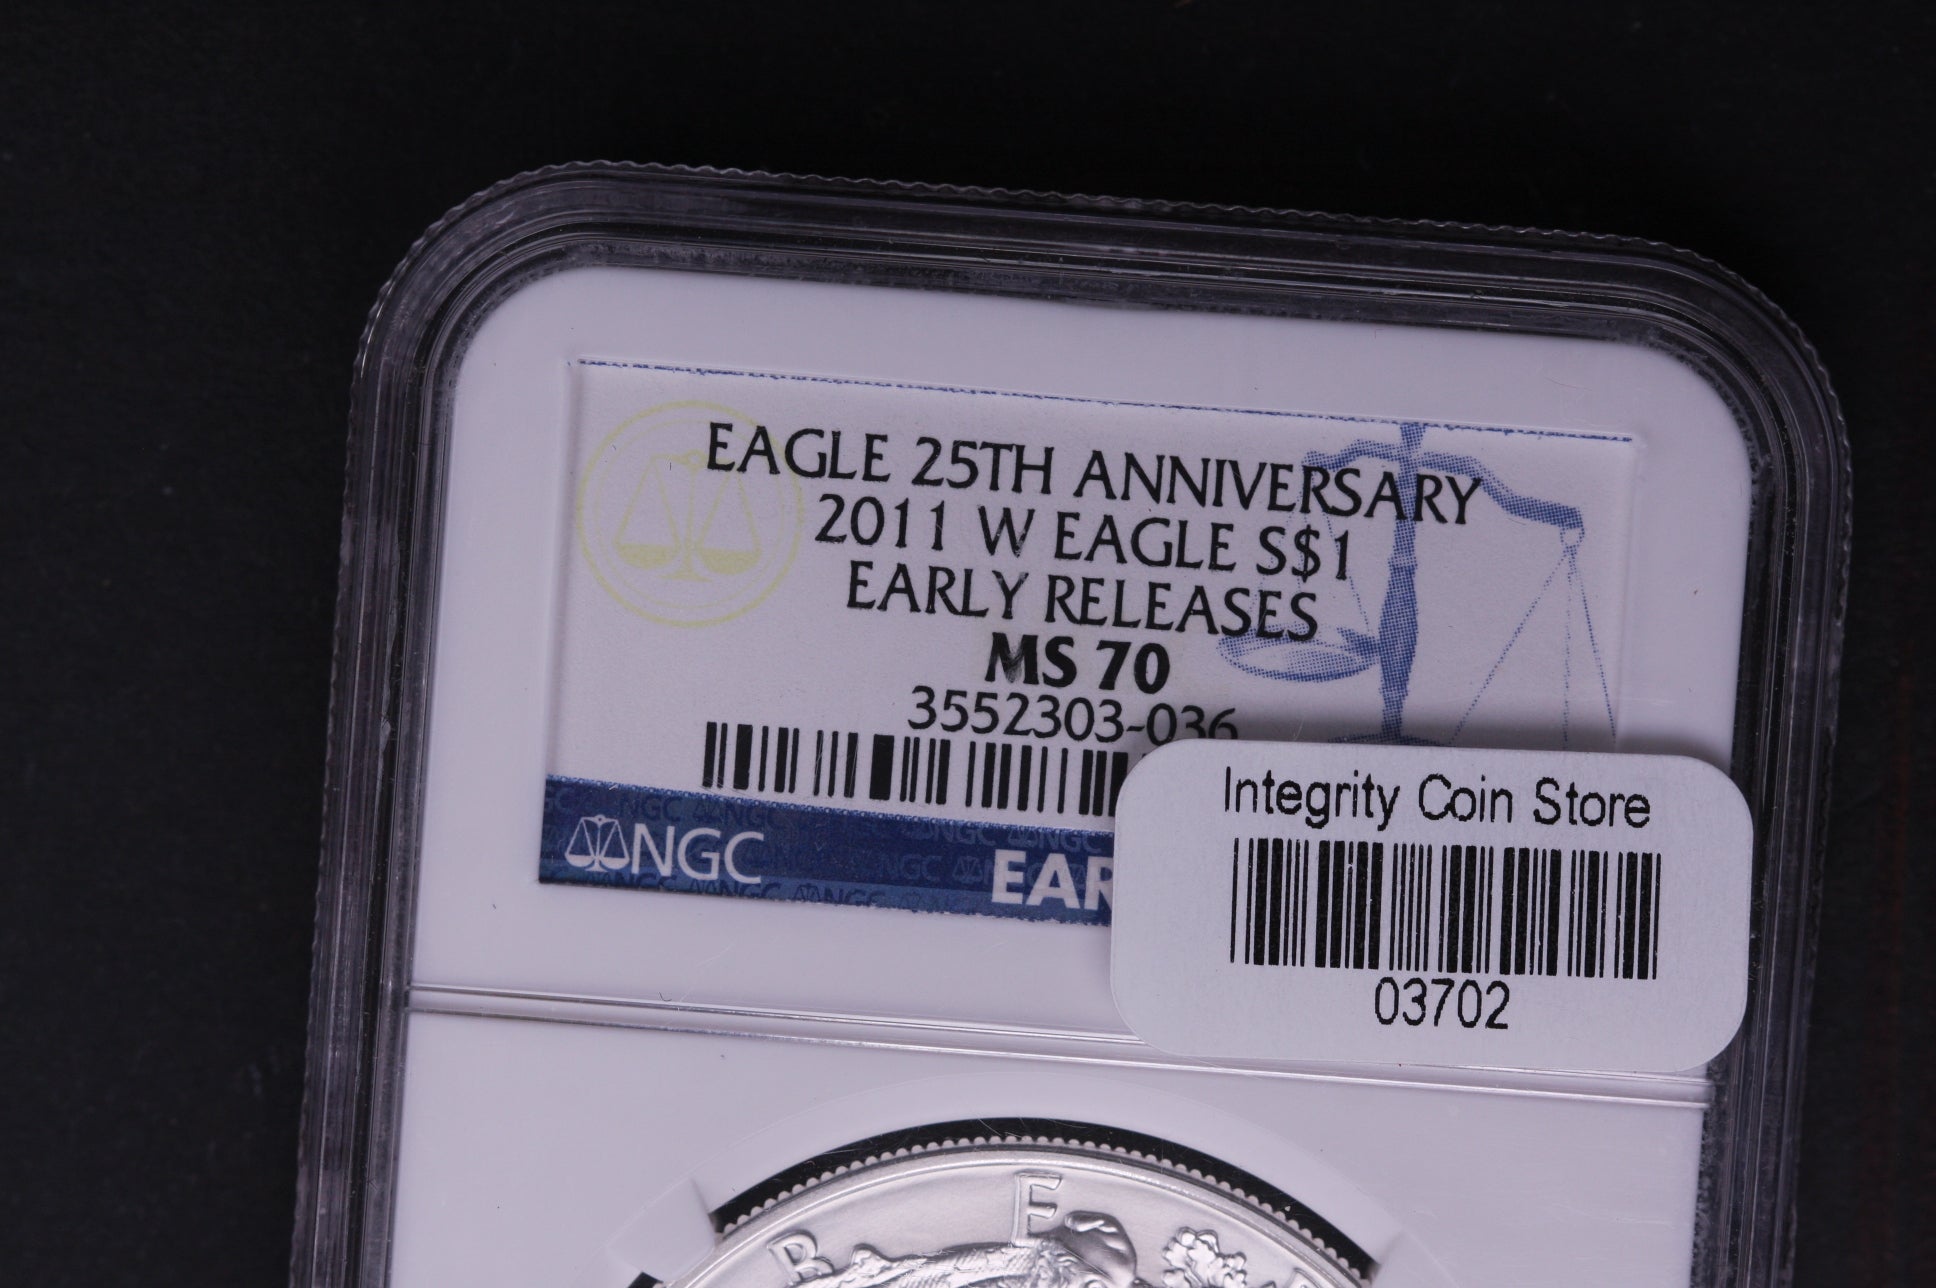 EAGLE 25TH ANNIVERSARY
2011 W EAGLE S$1
EARLY RELEASES
MS 70
3552303-036
NGC
EAR
Integrity Coin Store
03702
B E